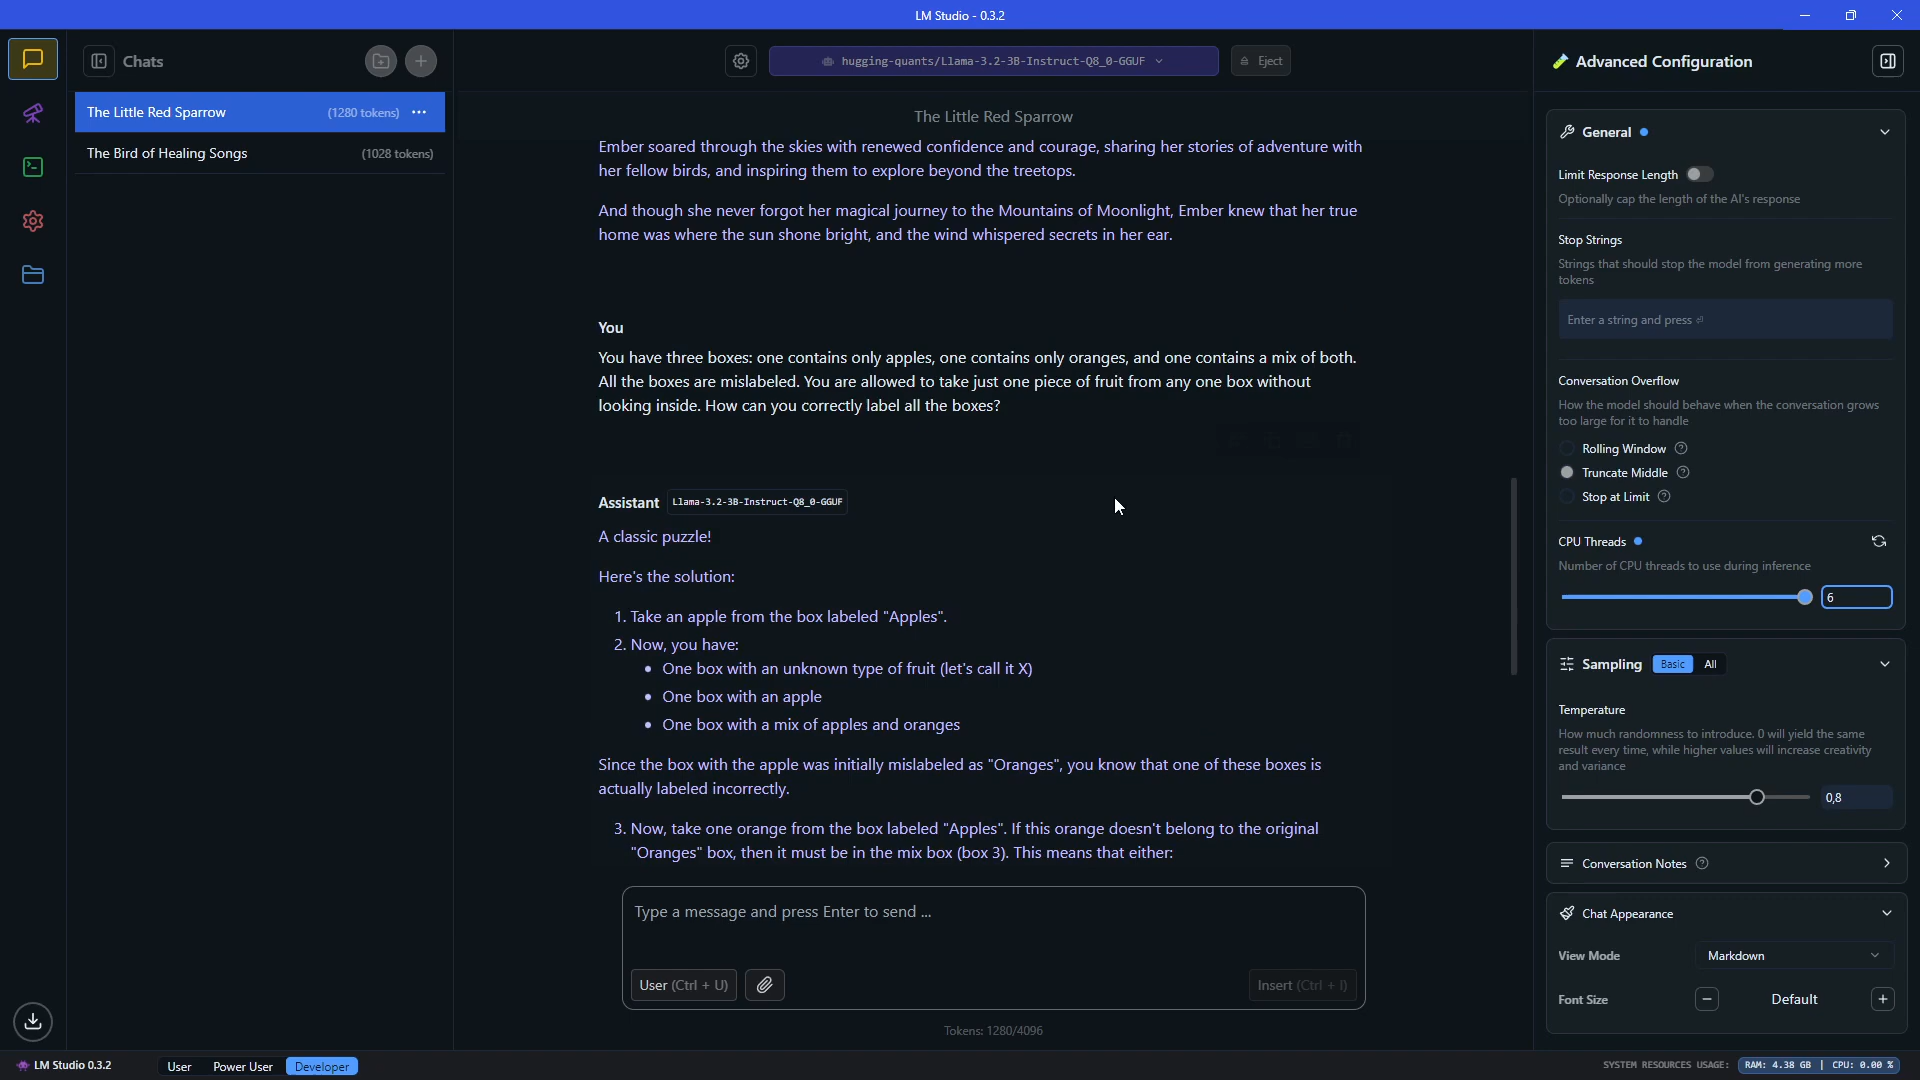 LM Studio - 0.3.2
Chats
hugging-quants/Llama-3.2-3B-Instruct-Q8_0-GGUF
Eject
Advanced Configuration
The Little Red Sparrow (1280 tokens) ···
The Bird of Healing Songs (1028 tokens)
The Little Red Sparrow
Ember soared through the skies with renewed confidence and courage, sharing her stories of adventure with
her fellow birds, and inspiring them to explore beyond the treetops.
And though she never forgot her magical journey to the Mountains of Moonlight, Ember knew that her true
home was where the sun shone bright, and the wind whispered secrets in her ear.
You
You have three boxes: one contains only apples, one contains only oranges, and one contains a mix of both.
All the boxes are mislabeled. You are allowed to take just one piece of fruit from any one box without
looking inside. How can you correctly label all the boxes?
Assistant Llama-3.2-3B-Instruct-Q8_0-GGUF
A classic puzzle!
Here's the solution:
1. Take an apple from the box labeled "Apples".
2. Now, you have:
• One box with an unknown type of fruit (let's call it X)
• One box with an apple
• One box with a mix of apples and oranges
Since the box with the apple was initially mislabeled as "Oranges", you know that one of these boxes is
actually labeled incorrectly.
3. Now, take one orange from the box labeled "Apples". If this orange doesn't belong to the original
"Oranges" box, then it must be in the mix box (box 3). This means that either:
Type a message and press Enter to send ...
User (Ctrl + U)
Insert (Ctrl + I)
Tokens: 1280/4096
General
Limit Response Length
Optionally cap the length of the AI's response
Stop Strings
Strings that should stop the model from generating more
tokens
Enter a string and press ⏎
Conversation Overflow
How the model should behave when the conversation grows
too large for it to handle
Rolling Window ?
Truncate Middle ?
Stop at Limit ?
CPU Threads
Number of CPU threads to use during inference
6
Sampling Basic All
Temperature
How much randomness to introduce. 0 will yield the same
result every time, while higher values will increase creativity
and variance
0,8
Conversation Notes ?
Chat Appearance
View Mode Markdown
Font Size − Default +
LM Studio 0.3.2
User Power User Developer
SYSTEM RESOURCES USAGE: RAM: 4.38 GB | CPU: 0.00 %